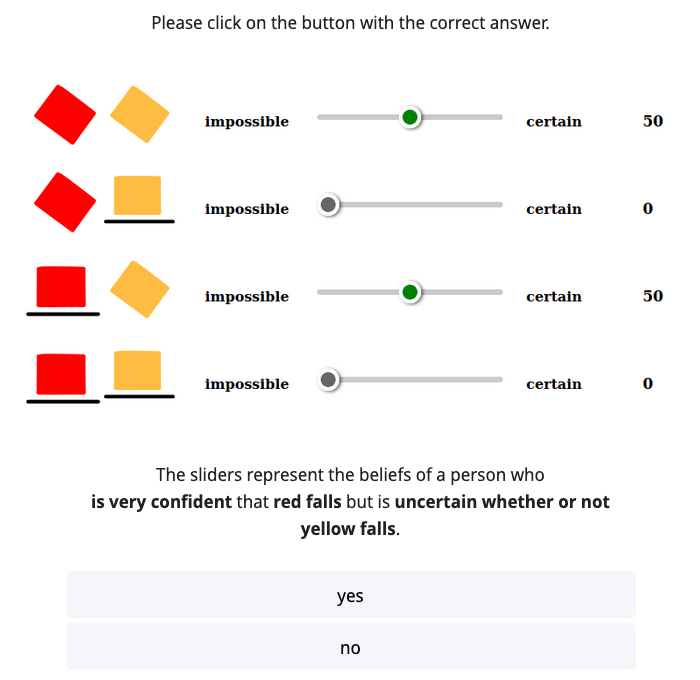 Please click on the button with the correct answer.
impossible certain 50
impossible certain 0
impossible certain 50
impossible certain 0
The sliders represent the beliefs of a person who
is very confident that red falls but is uncertain whether or not
yellow falls.
yes
no